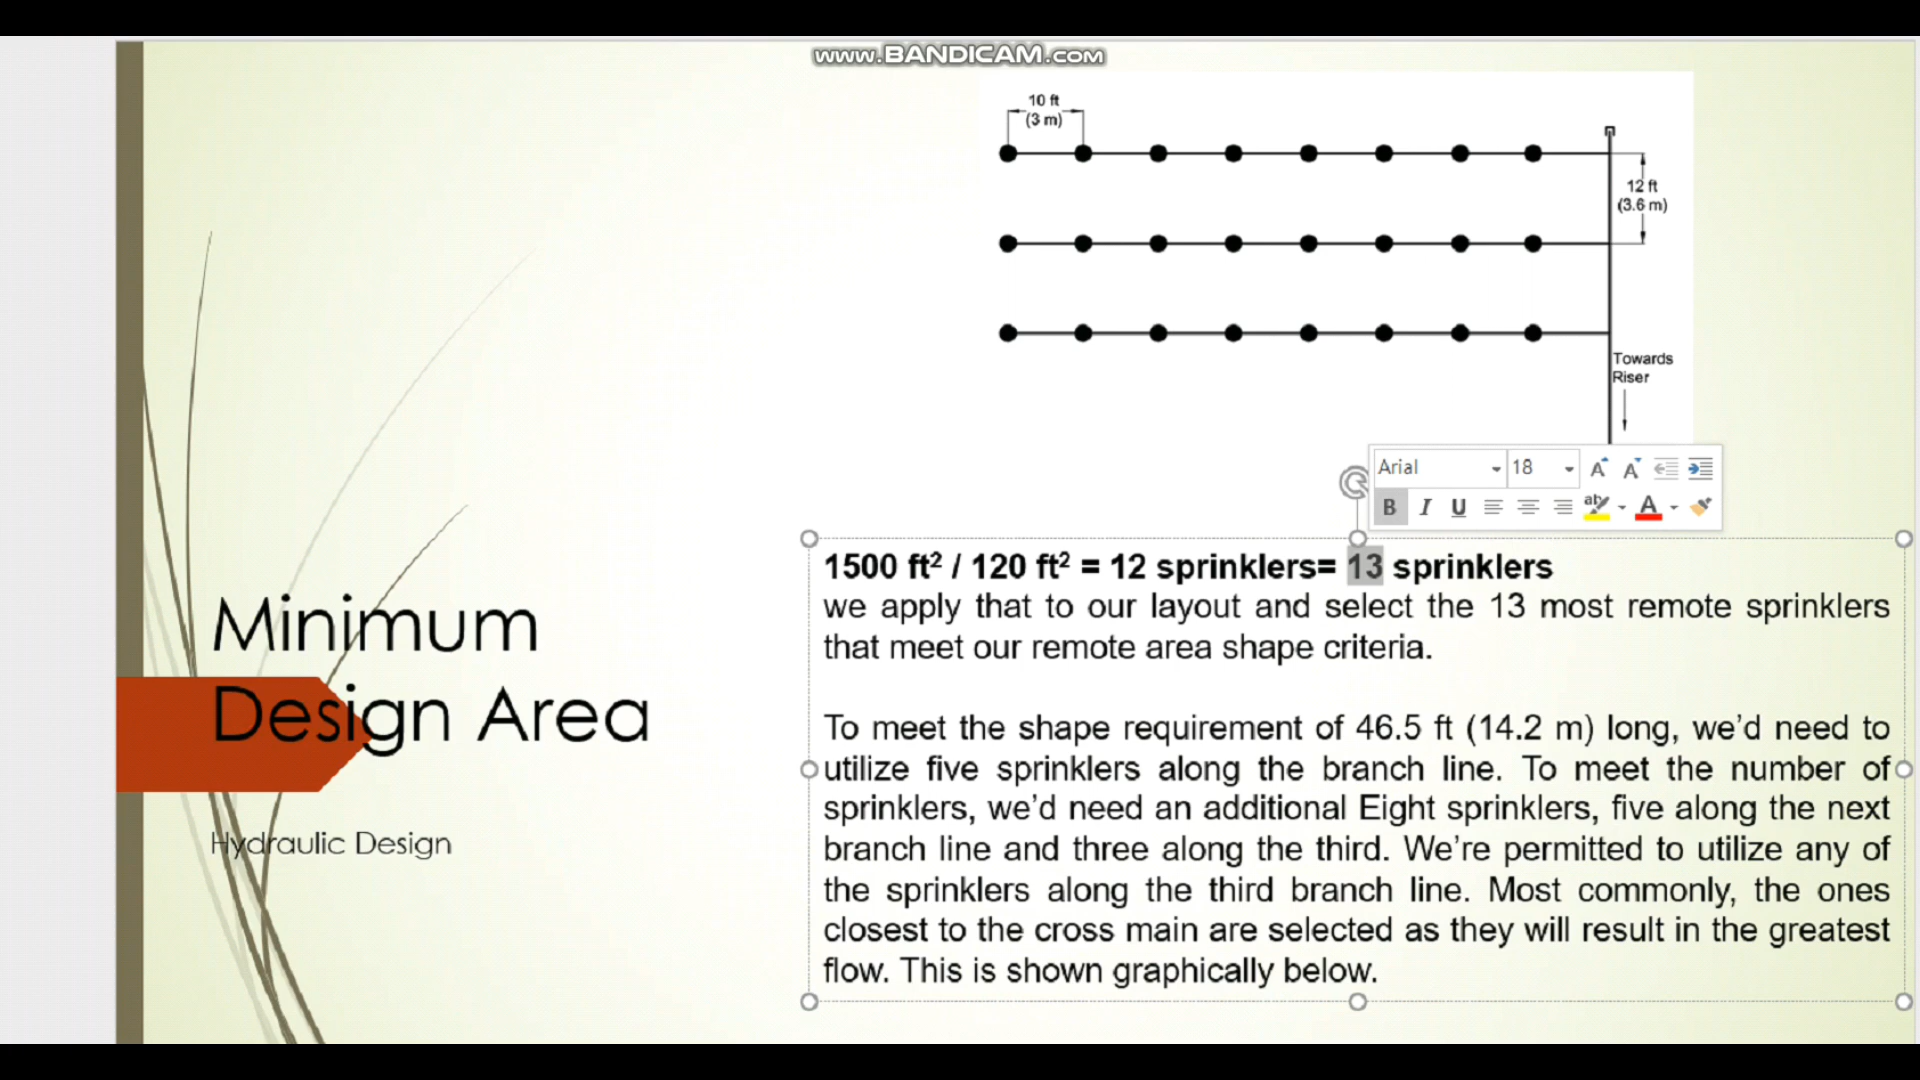 www.BANDICAM.com
10 ft
(3 m)
12 ft
(3.6 m)
Towards
Riser
Arial 18
B I U ab A
1500 ft² / 120 ft² = 12 sprinklers= 13 sprinklers
we apply that to our layout and select the 13 most remote sprinklers
that meet our remote area shape criteria.
To meet the shape requirement of 46.5 ft (14.2 m) long, we’d need to
utilize five sprinklers along the branch line. To meet the number of
sprinklers, we’d need an additional Eight sprinklers, five along the next
branch line and three along the third. We’re permitted to utilize any of
the sprinklers along the third branch line. Most commonly, the ones
closest to the cross main are selected as they will result in the greatest
flow. This is shown graphically below.
Minimum
Design Area
Hydraulic Design